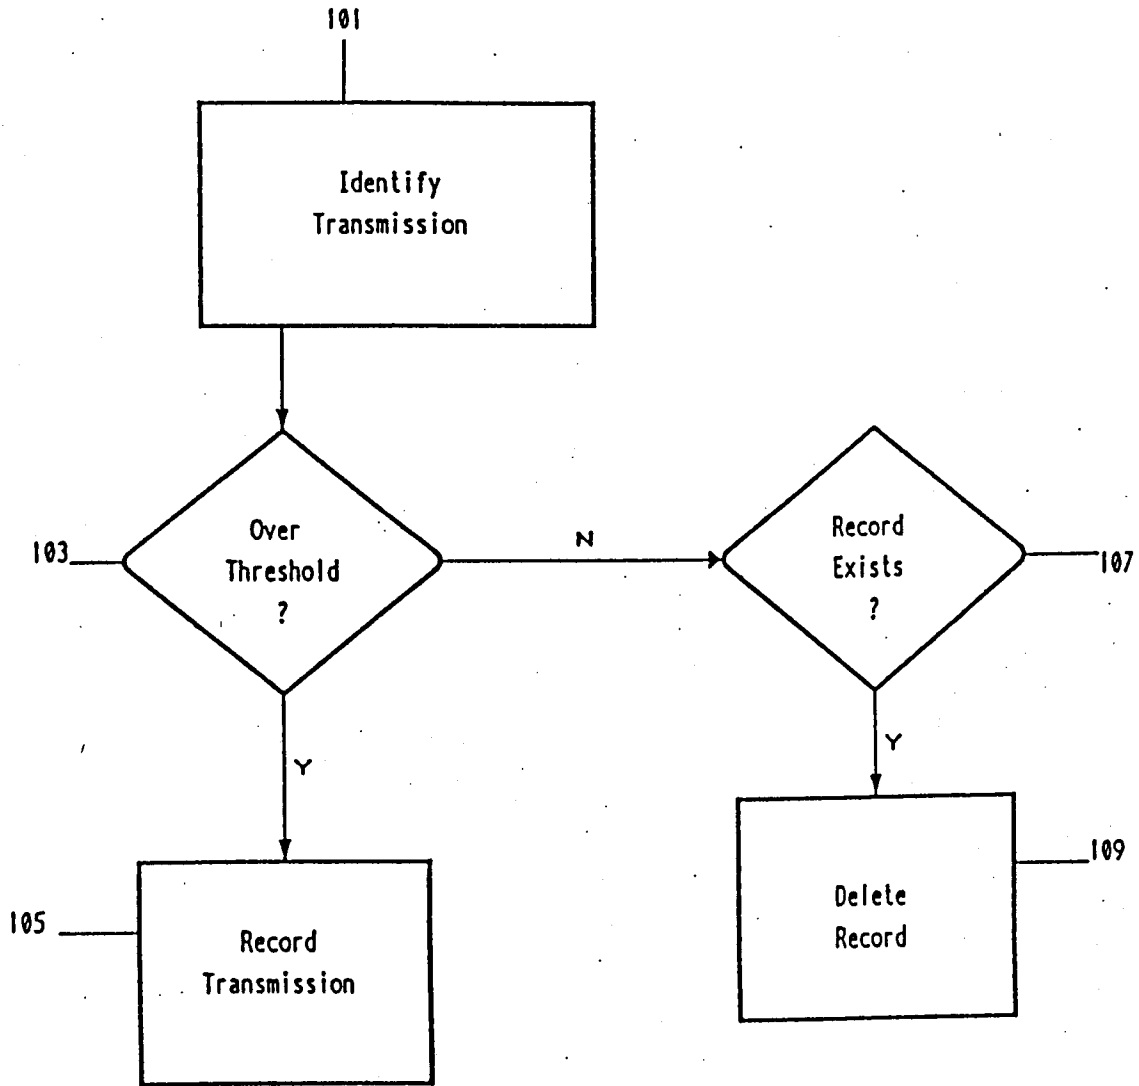 101
Identify
Transmission
Over
Threshold
?
103
N
Record
Exists
?
107
Y
Y
105
Record
Transmission
Delete
Record
109